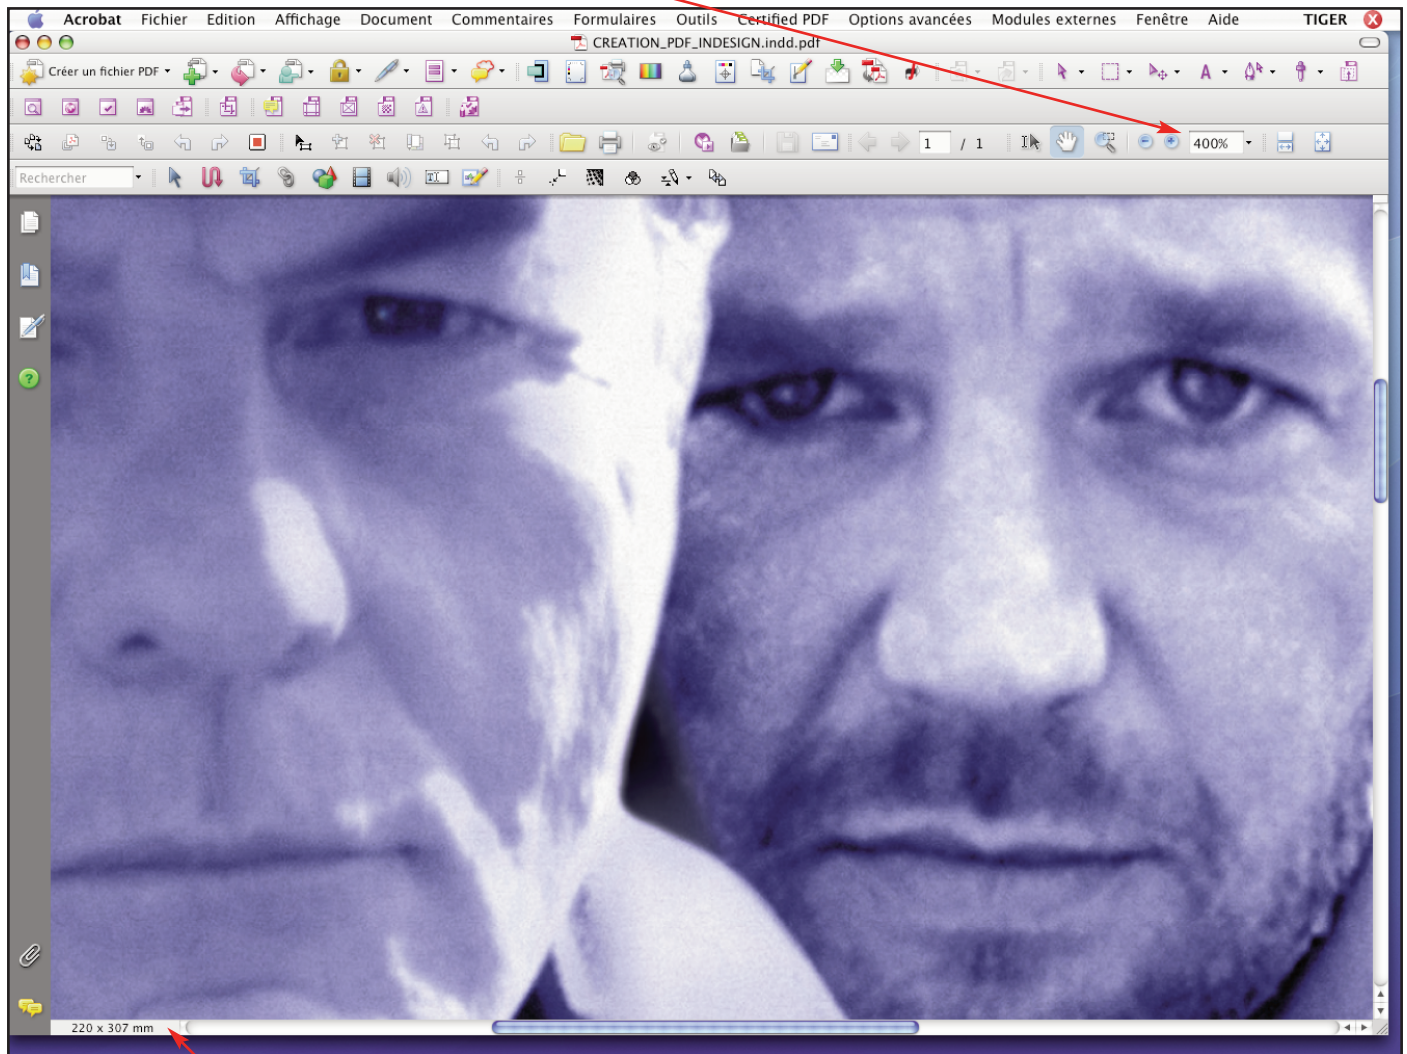 Acrobat Fichier Edition Affichage Document Commentaires Formulaires Outils Certified PDF Options avancées Modules externes Fenêtre Aide TIGER X
CREATION_PDF_INDESIGN.indd.pdf
Créer un fichier PDF
1 / 1 400%
Rechercher
220 x 307 mm